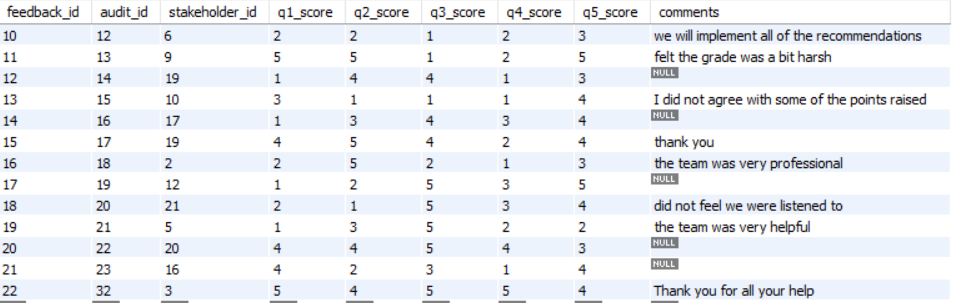 feedback_id audit_id stakeholder_id q1_score q2_score q3_score q4_score q5_score comments
10 12 6 2 2 1 2 3 we will implement all of the recommendations
11 13 9 5 5 1 2 5 felt the grade was a bit harsh
12 14 19 1 4 4 1 3 NULL
13 15 10 3 1 1 1 4 I did not agree with some of the points raised
14 16 17 1 3 4 3 4 NULL
15 17 19 4 5 4 2 4 thank you
16 18 2 2 5 2 1 3 the team was very professional
17 19 12 1 2 5 3 5 NULL
18 20 21 2 1 5 3 4 did not feel we were listened to
19 21 5 1 3 5 2 2 the team was very helpful
20 22 20 4 4 5 4 3 NULL
21 23 16 4 2 3 1 4 NULL
22 32 3 5 4 5 5 4 Thank you for all your help